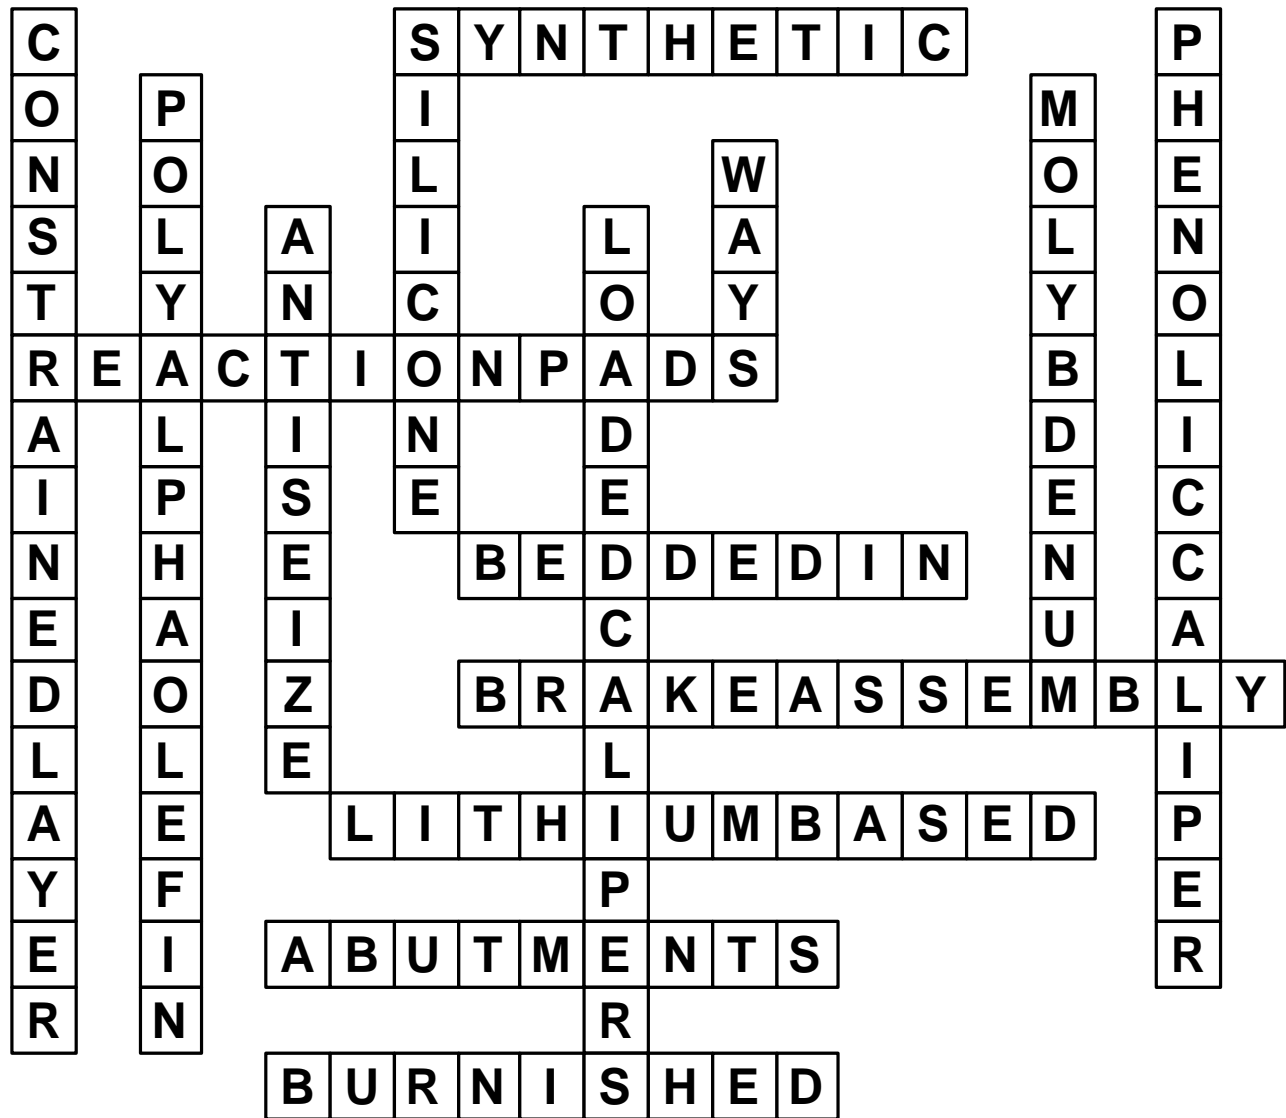 CONSTRAINEDLAYER
SYNTHETIC
SILICONE
PHENOLICCALIPER
POLYALPHAOLEFIN
MOLYBDENUM
WAYS
ANTISEIZE
LOADEDCALIPERS
REACTIONPADS
BEDDEDIN
BRAKEASSEMBLY
LITHIUMBASED
ABUTMENTS
BURNISHED